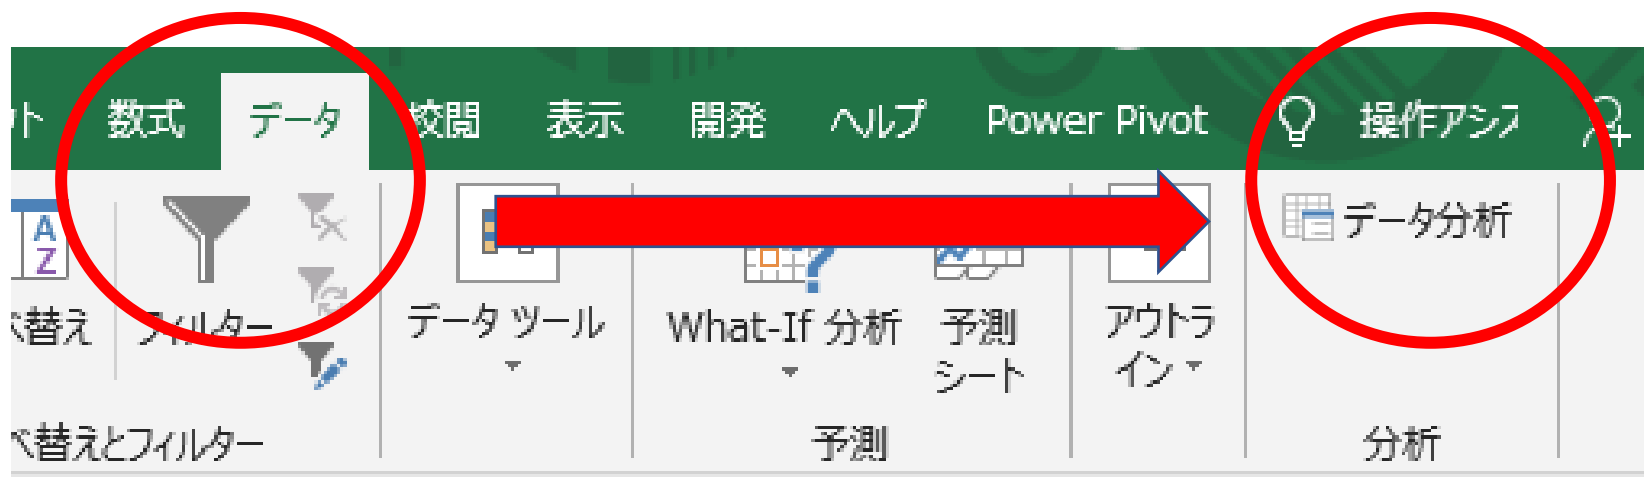 ト 数式 データ 校閲 表示 開発 ヘルプ Power Pivot 操作アシス
A
Z
べ替え フィルター データ ツール What-If 分析 予測
シート アウトラ
イン データ分析
べ替えとフィルター 予測 分析